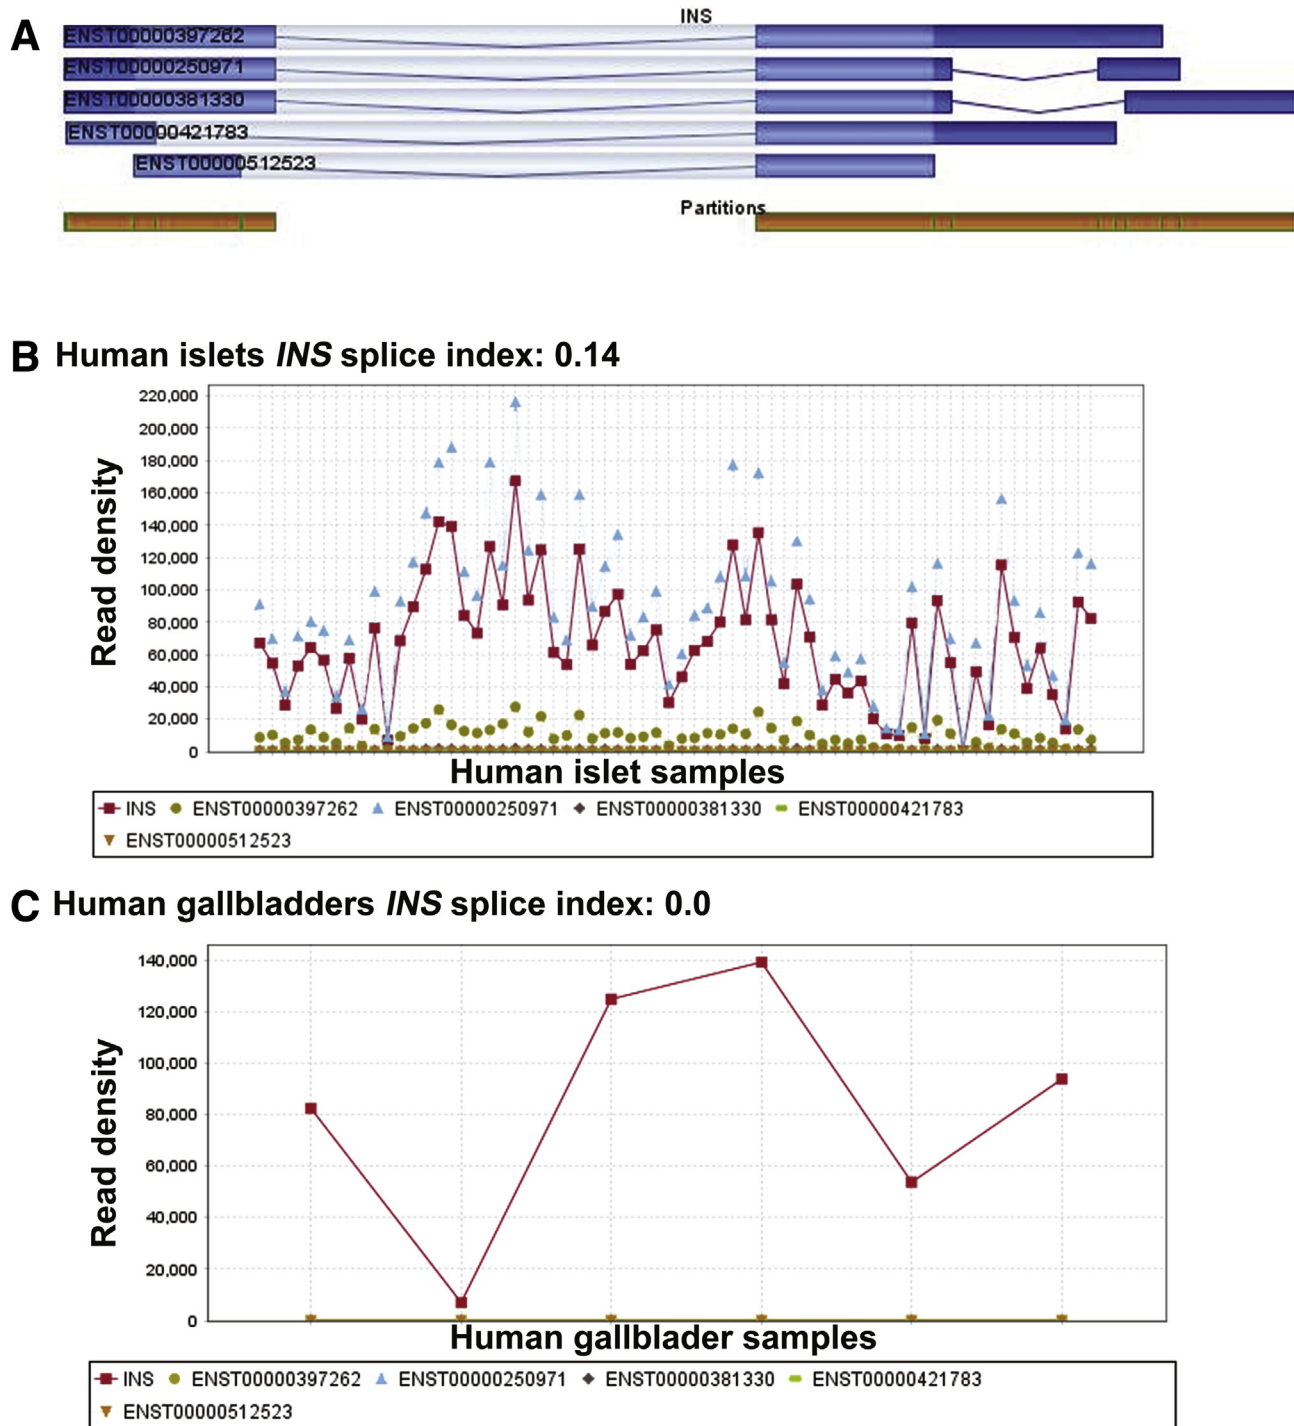 A
INS
ENST00000397262
ENST00000250971
ENST00000381330
ENST00000421783
ENST00000512523
Partitions
B Human islets INS splice index: 0.14
220,000
200,000
180,000
160,000
140,000
120,000
100,000
80,000
60,000
40,000
20,000
0
Read density
Human islet samples
INS ENST00000397262 ENST00000250971 ENST00000381330 ENST00000421783
ENST00000512523
C Human gallbladders INS splice index: 0.0
140,000
120,000
100,000
80,000
60,000
40,000
20,000
0
Read density
Human gallblader samples
INS ENST00000397262 ENST00000250971 ENST00000381330 ENST00000421783
ENST00000512523